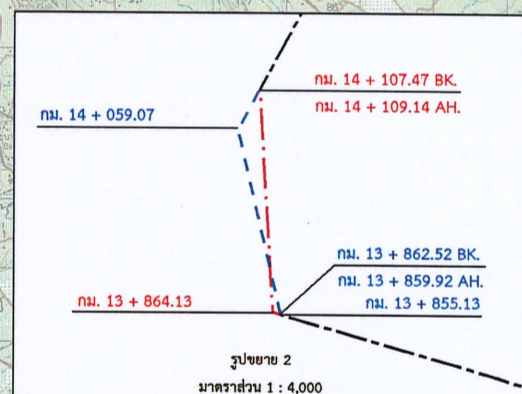 86
กม. 14 + 107.47 BK.
กม. 14 + 109.14 AH.
กม. 14 + 059.07
กม. 13 + 862.52 BK.
กม. 13 + 859.92 AH.
กม. 13 + 864.13
กม. 13 + 855.13
รูปขยาย 2
มาตราส่วน 1 : 4,000